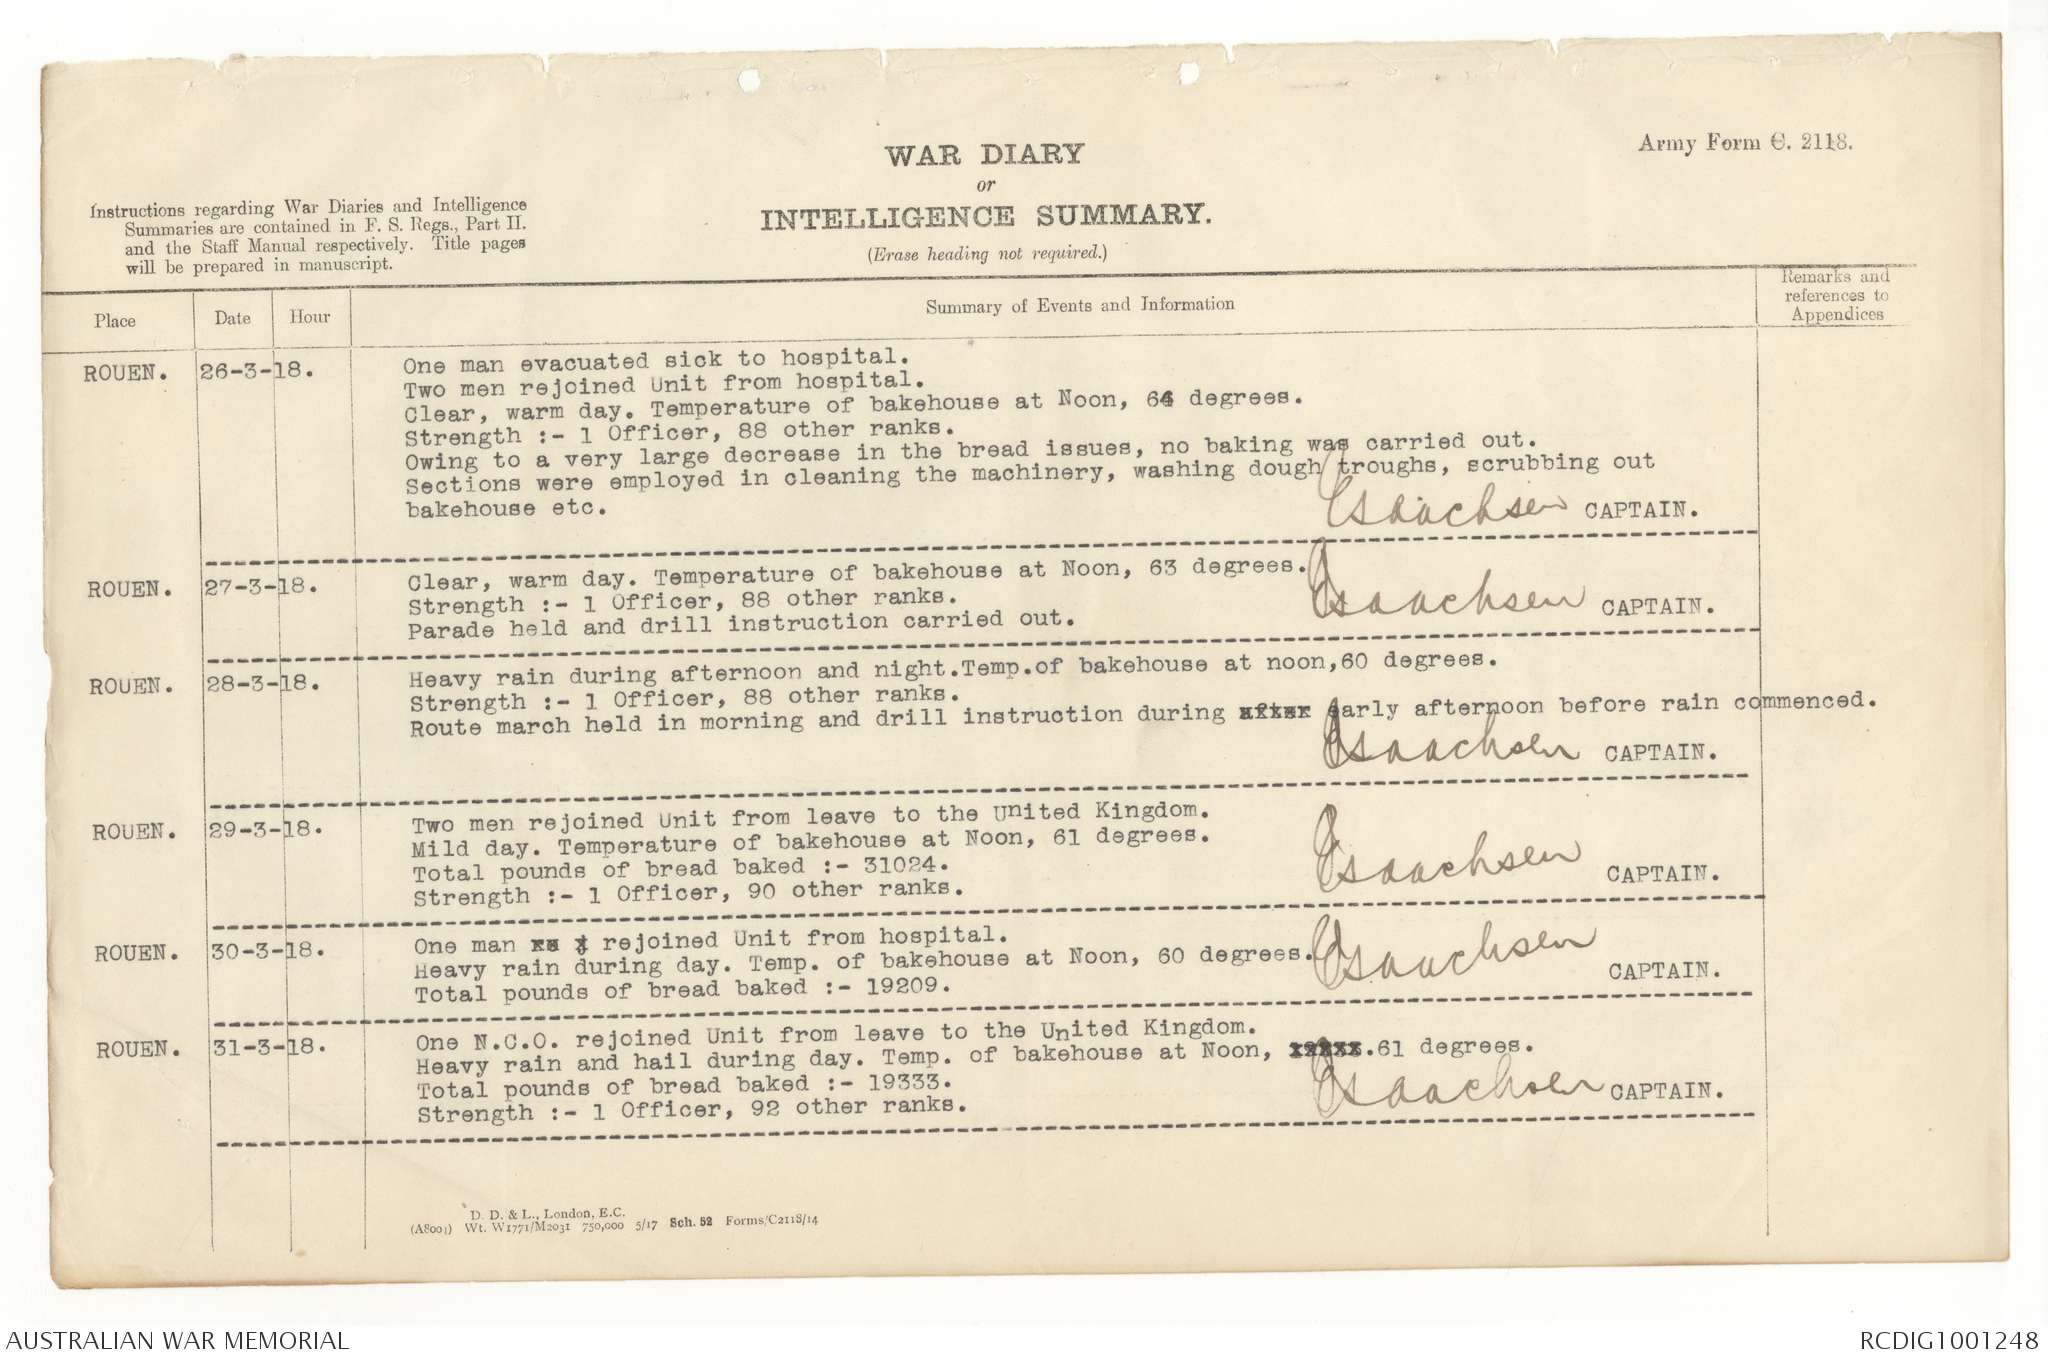 Army Form C. 2118.
WAR DIARY
or
INTELLIGENCE SUMMARY.
(Erase heading not required.)
Instructions regarding War Diaries and Intelligence
Summaries are contained in F. S. Regs., Part II.
and the Staff Manual respectively. Title pages
will be prepared in manuscript.
Place Date Hour Summary of Events and Information Remarks and
references to
Appendices
ROUEN. 26-3-18. One man evacuated sick to hospital.
Two men rejoined Unit from hospital.
Clear, warm day. Temperature of bakehouse at Noon, 64 degrees.
Strength :- 1 Officer, 88 other ranks.
Owing to a very large decrease in the bread issues, no baking was carried out.
Sections were employed in cleaning the machinery, washing dough troughs, scrubbing out
bakehouse etc. Isaachsen CAPTAIN.
ROUEN. 27-3-18. Clear, warm day. Temperature of bakehouse at Noon, 63 degrees.
Strength :- 1 Officer, 88 other ranks. Isaachsen CAPTAIN.
Parade held and drill instruction carried out.
ROUEN. 28-3-18. Heavy rain during afternoon and night.Temp.of bakehouse at noon,60 degrees.
Strength :- 1 Officer, 88 other ranks.
Route march held in morning and drill instruction during after early afternoon before rain commenced.
Isaachsen CAPTAIN.
ROUEN. 29-3-18. Two men rejoined Unit from leave to the United Kingdom.
Mild day. Temperature of bakehouse at Noon, 61 degrees.
Total pounds of bread baked :- 31024. Isaachsen CAPTAIN.
Strength :- 1 Officer, 90 other ranks.
ROUEN. 30-3-18. One man rejoined Unit from hospital.
Heavy rain during day. Temp. of bakehouse at Noon, 60 degrees. Isaachsen CAPTAIN.
Total pounds of bread baked :- 19209.
ROUEN. 31-3-18. One N.C.O. rejoined Unit from leave to the United Kingdom.
Heavy rain and hail during day. Temp. of bakehouse at Noon, .61 degrees.
Total pounds of bread baked :- 19333. Isaachsen CAPTAIN.
Strength :- 1 Officer, 92 other ranks.
D. D. & L., London, E.C.
(A8001) Wt. W1771/M2031 750,000 5/17 Sch. 52 Forms/C2118/14
AUSTRALIAN WAR MEMORIAL RCDIG1001248